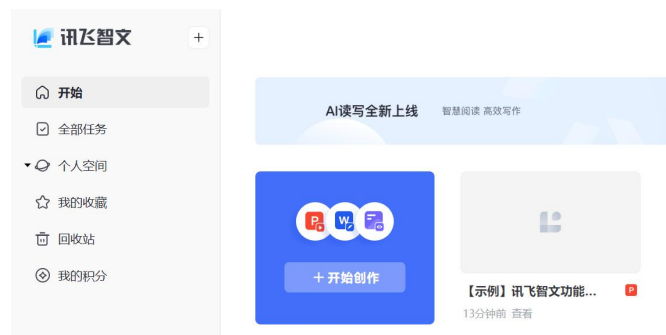 讯飞智文
开始
全部任务
个人空间
我的收藏
回收站
我的积分
AI读写全新上线 智慧阅读 高效写作
P W
+ 开始创作
【示例】讯飞智文功能... P
13分钟前 查看